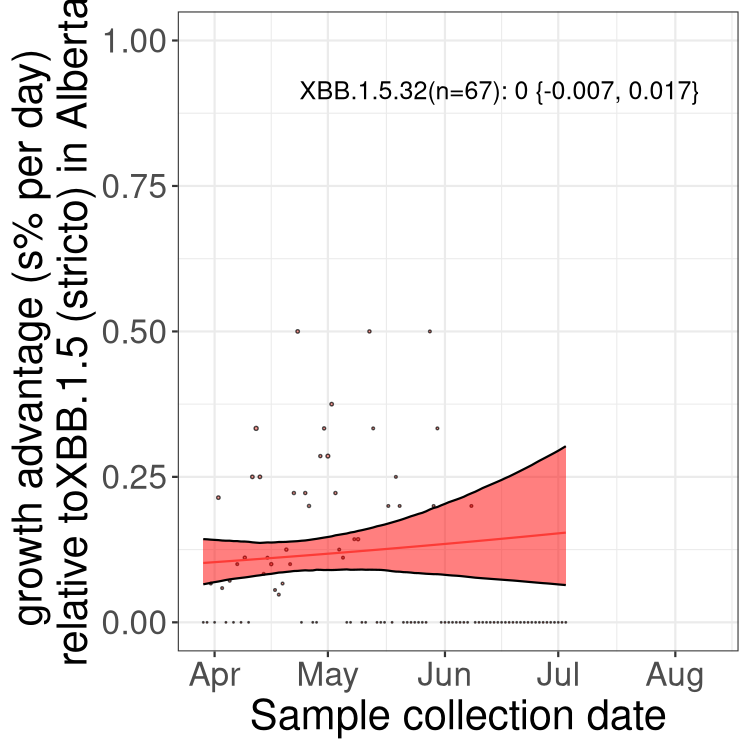 growth advantage (s% per day)
relative toXBB.1.5 (stricto) in Alberta
1.00
0.75
0.50
0.25
0.00
XBB.1.5.32(n=67): 0 {-0.007, 0.017}
Apr May Jun Jul Aug
Sample collection date